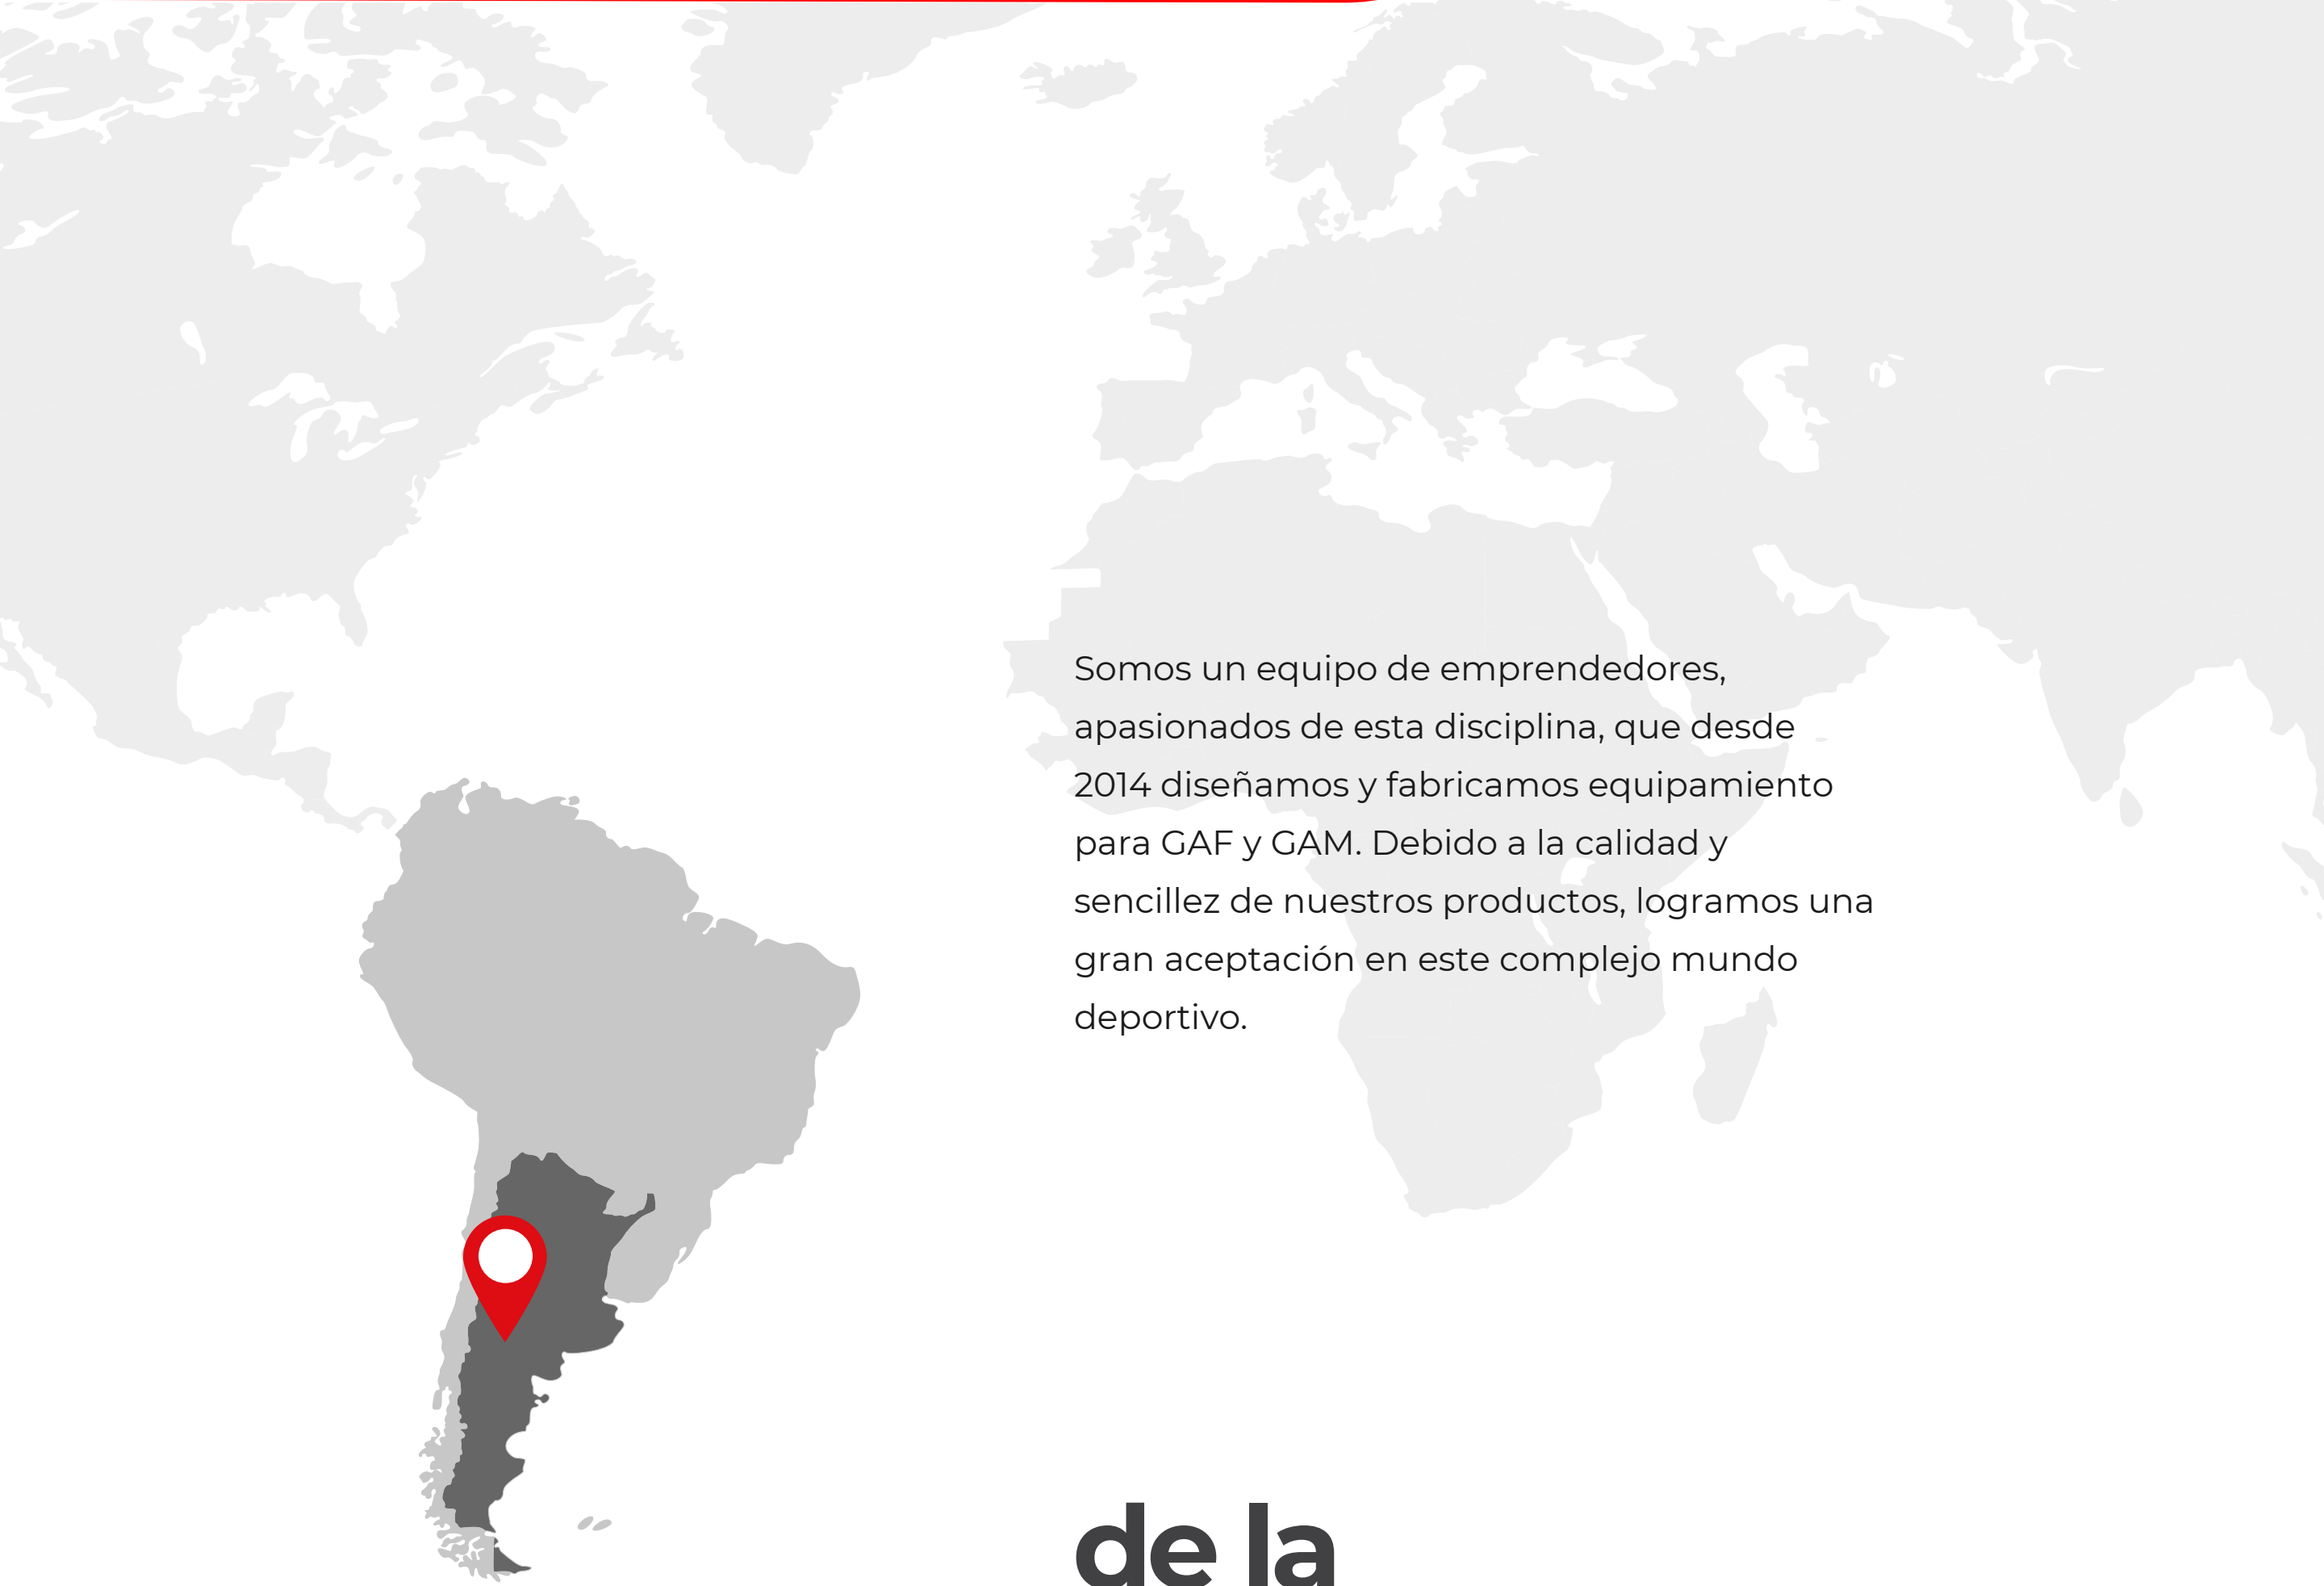 Somos un equipo de emprendedores,
apasionados de esta disciplina, que desde
2014 diseñamos y fabricamos equipamiento
para GAF y GAM. Debido a la calidad y
sencillez de nuestros productos, logramos una
gran aceptación en este complejo mundo
deportivo.
de la